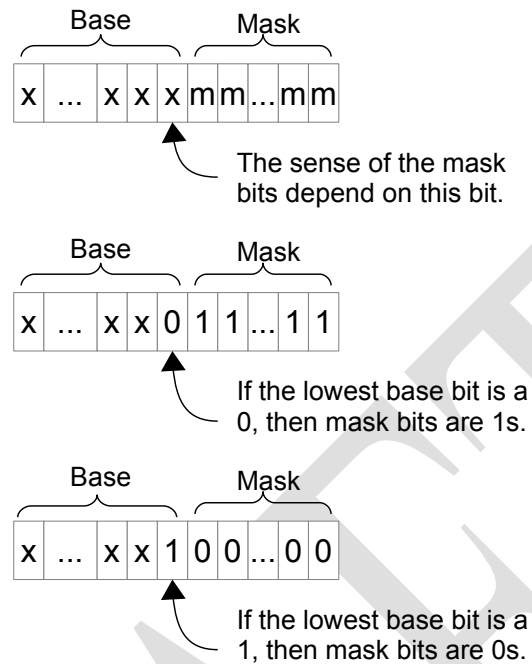 Base Mask
x ... x x x m m ... m m
The sense of the mask
bits depend on this bit.
Base Mask
x ... x x 0 1 1 ... 1 1
If the lowest base bit is a
0, then mask bits are 1s.
Base Mask
x ... x x 1 0 0 ... 0 0
If the lowest base bit is a
1, then mask bits are 0s.